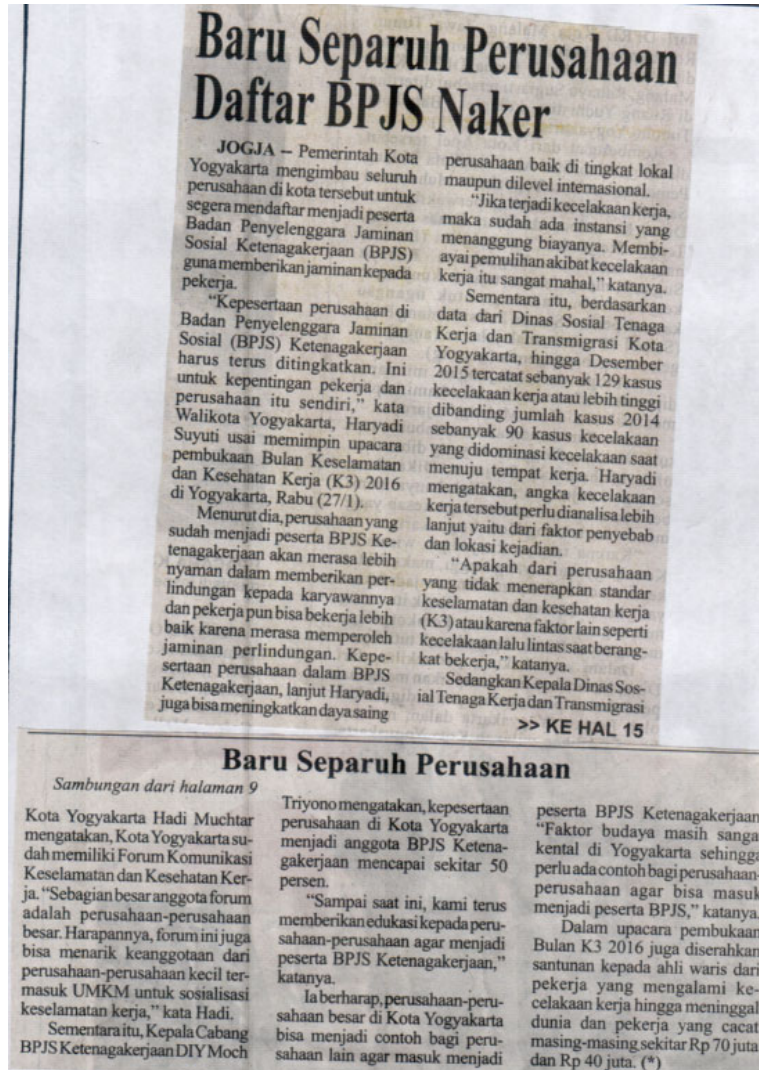 Baru Separuh Perusahaan
Daftar BPJS Naker
JOGJA – Pemerintah Kota
Yogyakarta mengimbau seluruh
perusahaan di kota tersebut untuk
segera mendaftar menjadi peserta
Badan Penyelenggara Jaminan
Sosial Ketenagakerjaan (BPJS)
guna memberikan jaminan kepada
pekerja.
“Kepesertaan perusahaan di
Badan Penyelenggara Jaminan
Sosial (BPJS) Ketenagakerjaan
harus terus ditingkatkan. Ini
untuk kepentingan pekerja dan
perusahaan itu sendiri,” kata
Walikota Yogyakarta, Haryadi
Suyuti usai memimpin upacara
pembukaan Bulan Keselamatan
dan Kesehatan Kerja (K3) 2016
di Yogyakarta, Rabu (27/1).
Menurut dia, perusahaan yang
sudah menjadi peserta BPJS Ke-
tenagakerjaan akan merasa lebih
nyaman dalam memberikan per-
lindungan kepada karyawannya
dan pekerja pun bisa bekerja lebih
baik karena merasa memperoleh
jaminan perlindungan. Kepe-
sertaan perusahaan dalam BPJS
Ketenagakerjaan, lanjut Haryadi,
juga bisa meningkatkan daya saing
perusahaan baik di tingkat lokal
maupun dilevel internasional.
“Jika terjadi kecelakaan kerja,
maka sudah ada instansi yang
menanggung biayanya. Membi-
ayai pemulihan akibat kecelakaan
kerja itu sangat mahal,” katanya.
Sementara itu, berdasarkan
data dari Dinas Sosial Tenaga
Kerja dan Transmigrasi Kota
Yogyakarta, hingga Desember
2015 tercatat sebanyak 129 kasus
kecelakaan kerja atau lebih tinggi
dibanding jumlah kasus 2014
sebanyak 90 kasus kecelakaan
yang didominasi kecelakaan saat
menuju tempat kerja. Haryadi
mengatakan, angka kecelakaan
kerja tersebut perlu dianalisa lebih
lanjut yaitu dari faktor penyebab
dan lokasi kejadian.
“Apakah dari perusahaan
yang tidak menerapkan standar
keselamatan dan kesehatan kerja
(K3) atau karena faktor lain seperti
kecelakaan lalu lintas saat berang-
kat bekerja,” katanya.
Sedangkan Kepala Dinas Sos-
ial Tenaga Kerja dan Transmigrasi
>> KE HAL 15
Baru Separuh Perusahaan
Sambungan dari halaman 9
Kota Yogyakarta Hadi Muchtar
mengatakan, Kota Yogyakarta su-
dah memiliki Forum Komunikasi
Keselamatan dan Kesehatan Ker-
ja. “Sebagian besar anggota forum
adalah perusahaan-perusahaan
besar. Harapannya, forum ini juga
bisa menarik keanggotaan dari
perusahaan-perusahaan kecil ter-
masuk UMKM untuk sosialisasi
keselamatan kerja,” kata Hadi.
Sementara itu, Kepala Cabang
BPJS Ketenagakerjaan DIY Moch
Triyono mengatakan, kepesertaan
perusahaan di Kota Yogyakarta
menjadi anggota BPJS Ketena-
gakerjaan mencapai sekitar 50
persen.
“Sampai saat ini, kami terus
memberikan edukasi kepada peru-
sahaan-perusahaan agar menjadi
peserta BPJS Ketenagakerjaan,”
katanya.
Ia berharap, perusahaan-peru-
sahaan besar di Kota Yogyakarta
bisa menjadi contoh bagi peru-
sahaan lain agar masuk menjadi
peserta BPJS Ketenagakerjaan
“Faktor budaya masih sanga
kental di Yogyakarta sehingga
perlu ada contoh bagi perusahaan-
perusahaan agar bisa masuk
menjadi peserta BPJS,” katanya.
Dalam upacara pembukaan
Bulan K3 2016 juga diserahkan
santunan kepada ahli waris dari
pekerja yang mengalami ke-
celakaan kerja hingga meninggal
dunia dan pekerja yang cacat
masing-masing sekitar Rp 70 juta
dan Rp 40 juta. (*)